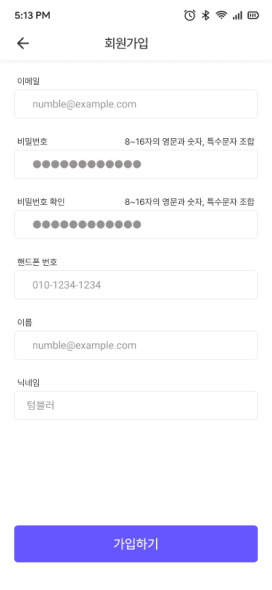 5:13 PM
회원가입
이메일
numble@example.com
비밀번호 8~16자의 영문과 숫자, 특수문자 조합
●●●●●●●●●●●●
비밀번호 확인 8~16자의 영문과 숫자, 특수문자 조합
●●●●●●●●●●●●
핸드폰 번호
010-1234-1234
이름
numble@example.com
닉네임
텀블러
가입하기